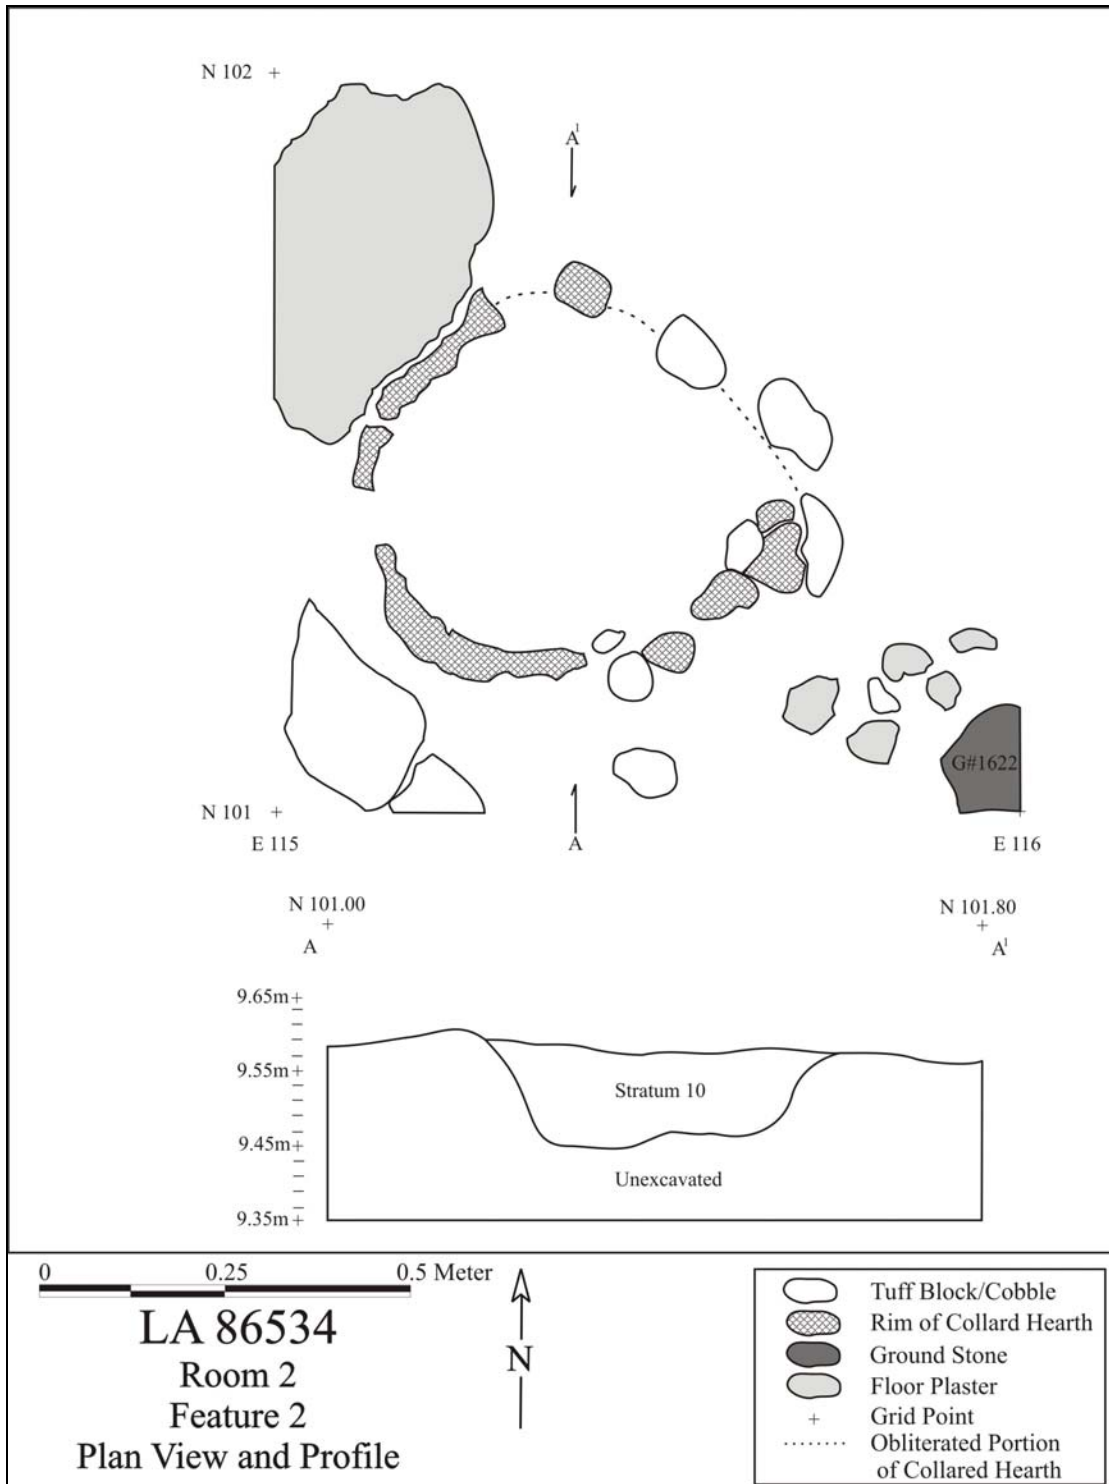 N 102
A¹
G#1622
N 101
E 115
A
E 116
N 101.00
N 101.80
A
A¹
9.65m
9.55m
Stratum 10
9.45m
Unexcavated
9.35m
0 0.25 0.5 Meter
LA 86534
Room 2
Feature 2
Plan View and Profile
N
Tuff Block/Cobble
Rim of Collard Hearth
Ground Stone
Floor Plaster
Grid Point
Obliterated Portion
of Collared Hearth